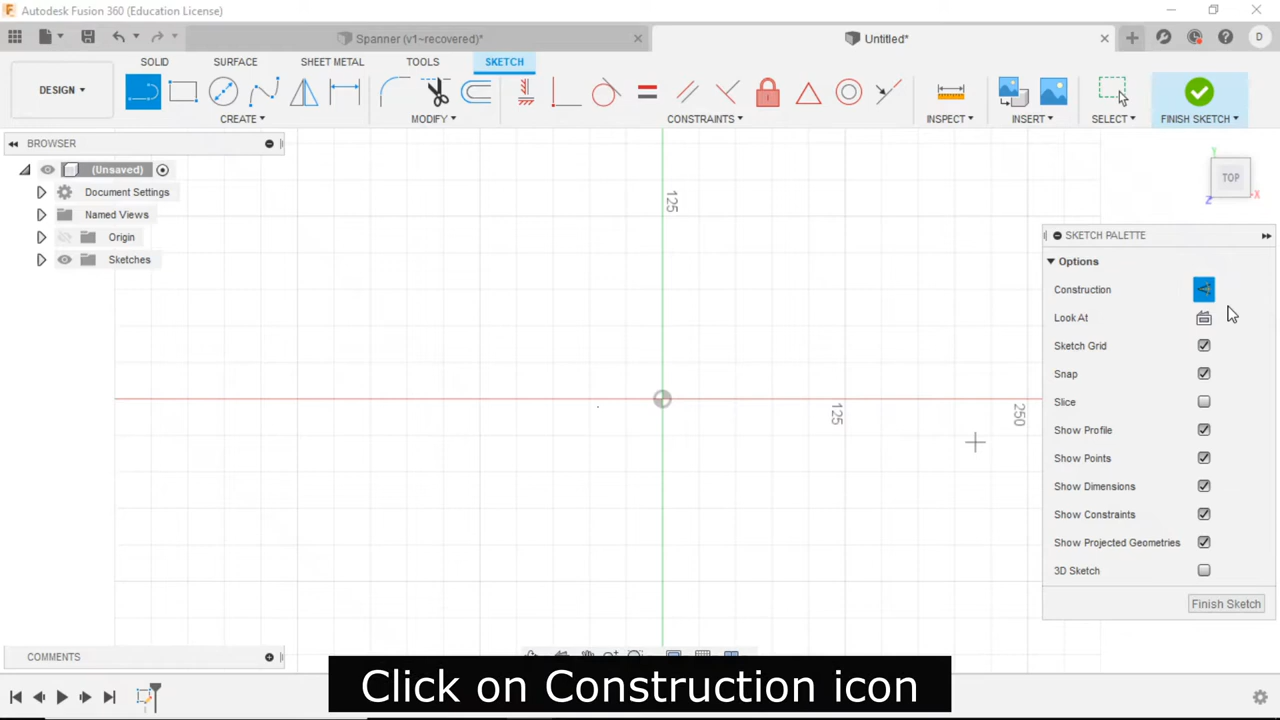 Autodesk Fusion 360 (Education License)
Spanner (v1~recovered)*
Untitled*
D
SOLID SURFACE SHEET METAL TOOLS SKETCH
DESIGN
CREATE MODIFY CONSTRAINTS INSPECT INSERT SELECT FINISH SKETCH
BROWSER
(Unsaved)
Document Settings
Named Views
Origin
Sketches
125
125
250
Y
TOP
X
Z
SKETCH PALETTE
Options
Construction
Look At
Sketch Grid
Snap
Slice
Show Profile
Show Points
Show Dimensions
Show Constraints
Show Projected Geometries
3D Sketch
Finish Sketch
COMMENTS
Click on Construction icon